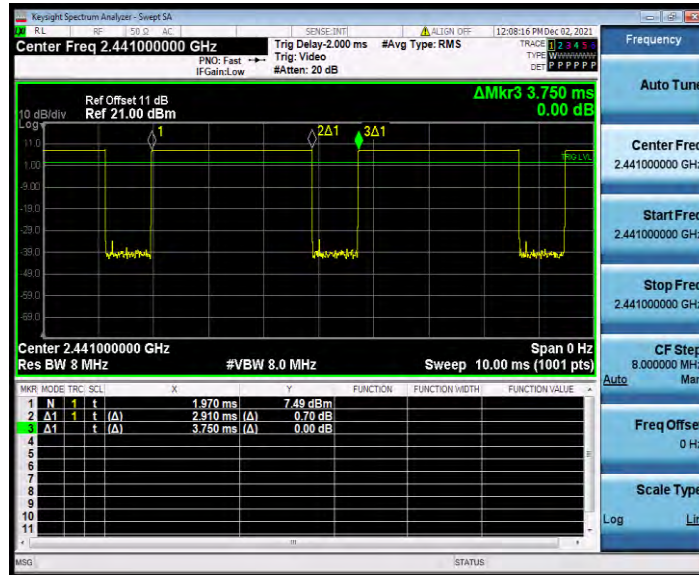 Keysight Spectrum Analyzer - Swept SA
RL RF 50 Ω AC SENSE:INT ALIGN OFF 12:08:16 PM Dec 02, 2021
Center Freq 2.441000000 GHz
PNO: Fast
IFGain:Low
Trig Delay-2.000 ms #Avg Type: RMS
Trig: Video
#Atten: 20 dB
TRACE 1 2 3 4 5 6
TYPE W
DET P P P P P P
Frequency
Auto Tune
Center Freq
2.441000000 GHz
Start Freq
2.441000000 GHz
Stop Freq
2.441000000 GHz
CF Step
8.000000 MHz
Auto Man
Freq Offset
0 Hz
Scale Type
Log Lin
Ref Offset 11 dB
10 dB/div Ref 21.00 dBm
ΔMkr3 3.750 ms
0.00 dB
Log
1 2Δ1 3Δ1
TRIG LVL
11.0
1.00
-9.00
-19.0
-29.0
-39.0
-49.0
-59.0
-69.0
Center 2.441000000 GHz Span 0 Hz
Res BW 8 MHz #VBW 8.0 MHz Sweep 10.00 ms (1001 pts)
MKR MODE TRC SCL X Y FUNCTION FUNCTION WIDTH FUNCTION VALUE
1 N 1 t 1.970 ms 7.49 dBm
2 Δ1 1 t (Δ) 2.910 ms (Δ) 0.70 dB
3 Δ1 t (Δ) 3.750 ms (Δ) 0.00 dB
4
5
6
7
8
9
10
11
MSG STATUS